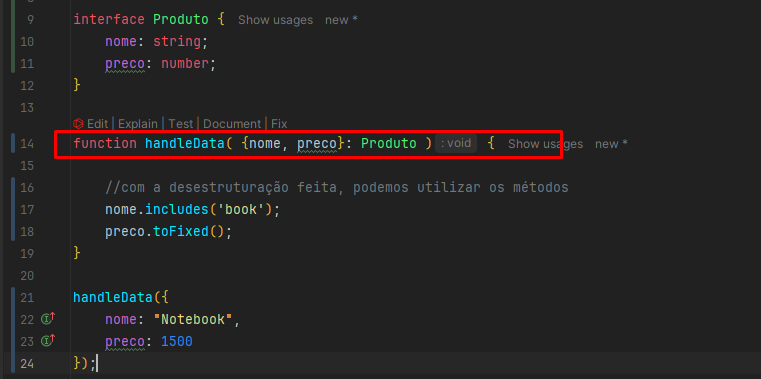 9 interface Produto { Show usages new *
10 nome: string;
11 preco: number;
12 }
13
Edit | Explain | Test | Document | Fix
14 function handleData( {nome, preco}: Produto ) : void { Show usages new *
15
16 //com a desestruturação feita, podemos utilizar os métodos
17 nome.includes('book');
18 preco.toFixed();
19 }
20
21 handleData({
22 nome: "Notebook",
23 preco: 1500
24 });